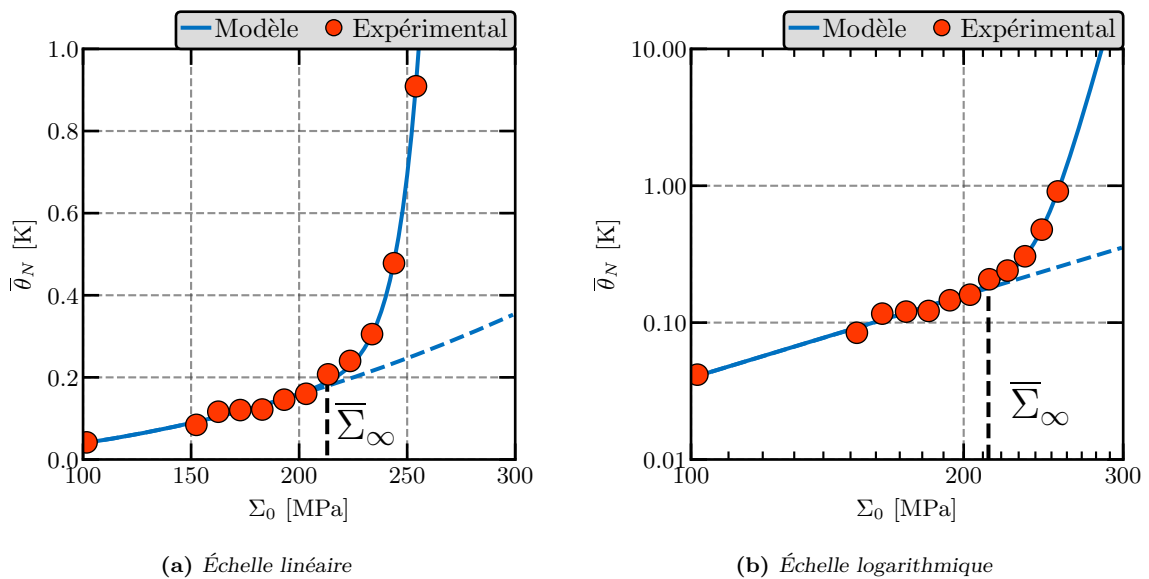 Modèle Expérimental
1.0
0.8
0.6
0.4
0.2
0.0
θ̅_N [K]
Σ̅_∞
100 150 200 250 300
Σ₀ [MPa]
(a) Échelle linéaire
Modèle Expérimental
10.00
1.00
0.10
0.01
θ̅_N [K]
Σ̅_∞
100 200 300
Σ₀ [MPa]
(b) Échelle logarithmique